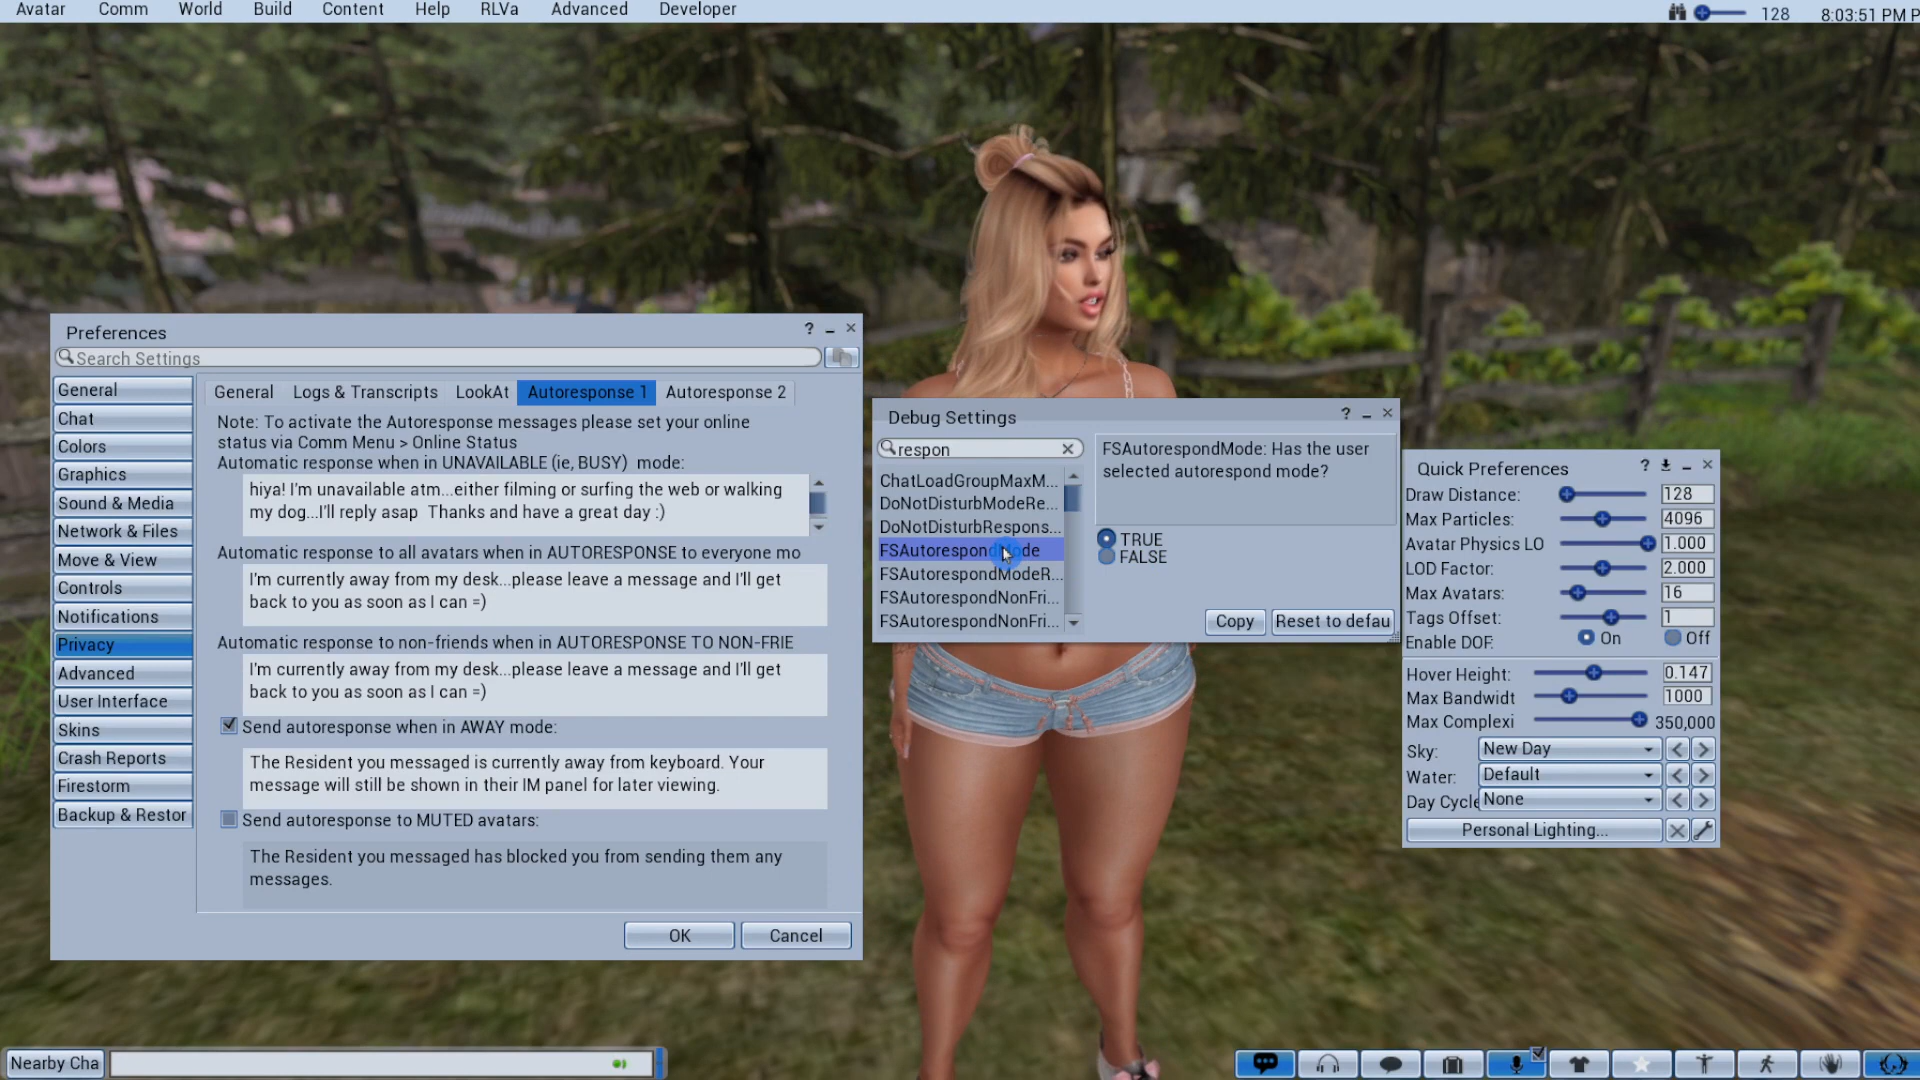 Avatar Comm World Build Content Help RLVa Advanced Developer
128 8:03:51 PM P
Preferences
? _ ×
Search Settings
General
Chat
Colors
Graphics
Sound & Media
Network & Files
Move & View
Controls
Notifications
Privacy
Advanced
User Interface
Skins
Crash Reports
Firestorm
Backup & Restor
General Logs & Transcripts LookAt Autoresponse 1 Autoresponse 2
Note: To activate the Autoresponse messages please set your online
status via Comm Menu > Online Status
Automatic response when in UNAVAILABLE (ie, BUSY) mode:
hiya! I'm unavailable atm...either filming or surfing the web or walking
my dog...I'll reply asap Thanks and have a great day :)
Automatic response to all avatars when in AUTORESPONSE to everyone mo
I'm currently away from my desk...please leave a message and I'll get
back to you as soon as I can =)
Automatic response to non-friends when in AUTORESPONSE TO NON-FRIE
I'm currently away from my desk...please leave a message and I'll get
back to you as soon as I can =)
Send autoresponse when in AWAY mode:
The Resident you messaged is currently away from keyboard. Your
message will still be shown in their IM panel for later viewing.
Send autoresponse to MUTED avatars:
The Resident you messaged has blocked you from sending them any
messages.
OK Cancel
Debug Settings
? _ ×
respon
ChatLoadGroupMaxM...
DoNotDisturbModeRe...
DoNotDisturbRespons...
FSAutorespondMode
FSAutorespondModeR...
FSAutorespondNonFri...
FSAutorespondNonFri...
FSAutorespondMode: Has the user
selected autorespond mode?
TRUE
FALSE
Copy Reset to defau
Quick Preferences
? _ ×
Draw Distance: 128
Max Particles: 4096
Avatar Physics LO 1.000
LOD Factor: 2.000
Max Avatars: 16
Tags Offset: 1
Enable DOF: On Off
Hover Height: 0.147
Max Bandwidt 1000
Max Complexi 350,000
Sky: New Day
Water: Default
Day Cycle None
Personal Lighting...
Nearby Cha